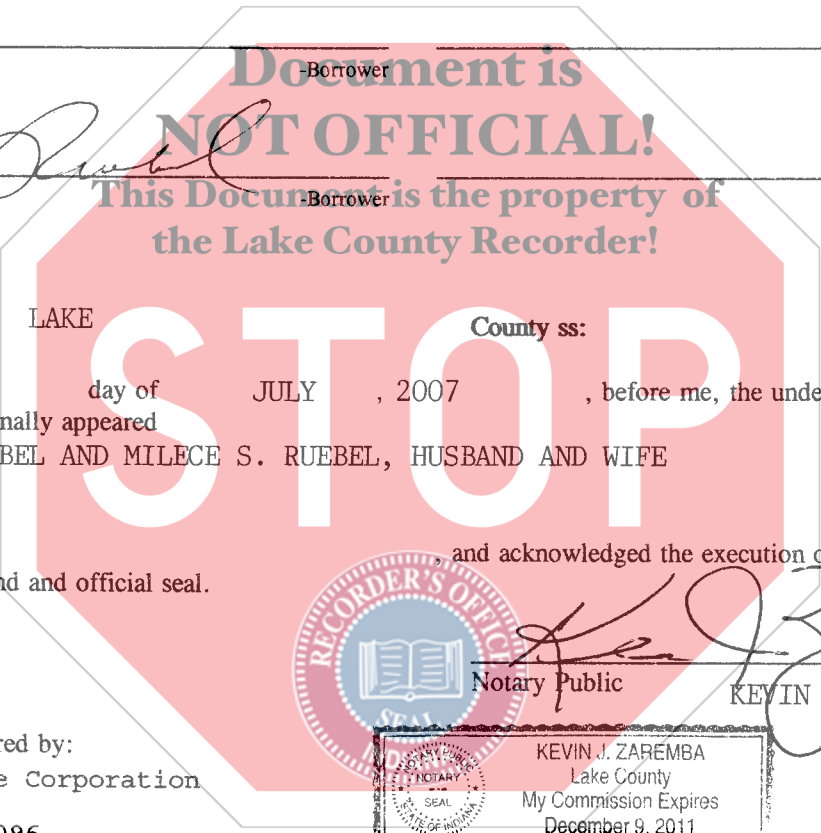 -Borrower
Document is
NOT OFFICIAL!
This Document is the property of
-Borrower
the Lake County Recorder!
LAKE County ss:
STOP
day of JULY , 2007 , before me, the unde
nally appeared
BEL AND MILECE S. RUEBEL, HUSBAND AND WIFE
, and acknowledged the execution o
nd and official seal.
RECORDER'S OFFICE
SEAL
INDIANA
Notary Public KEVIN
red by:
e Corporation
NOTARY PUBLIC
NOTARY
SEAL
STATE OF INDIANA
KEVIN J. ZAREMBA
Lake County
My Commission Expires
December 9, 2011